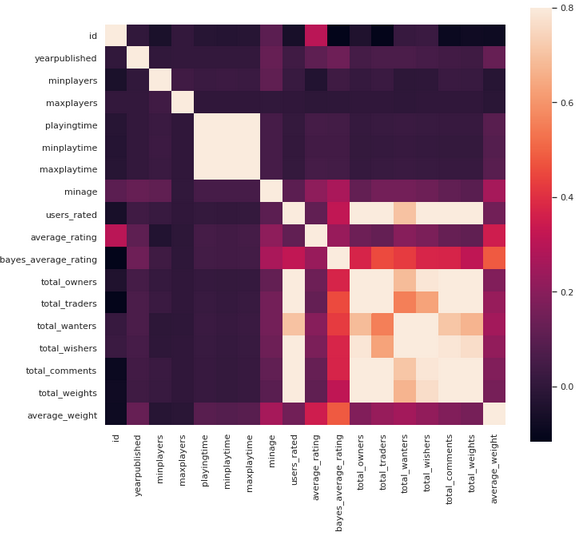 id
yearpublished
minplayers
maxplayers
playingtime
minplaytime
maxplaytime
minage
users_rated
average_rating
bayes_average_rating
total_owners
total_traders
total_wanters
total_wishers
total_comments
total_weights
average_weight
id
yearpublished
minplayers
maxplayers
playingtime
minplaytime
maxplaytime
minage
users_rated
average_rating
bayes_average_rating
total_owners
total_traders
total_wanters
total_wishers
total_comments
total_weights
average_weight
0.8
0.6
0.4
0.2
0.0